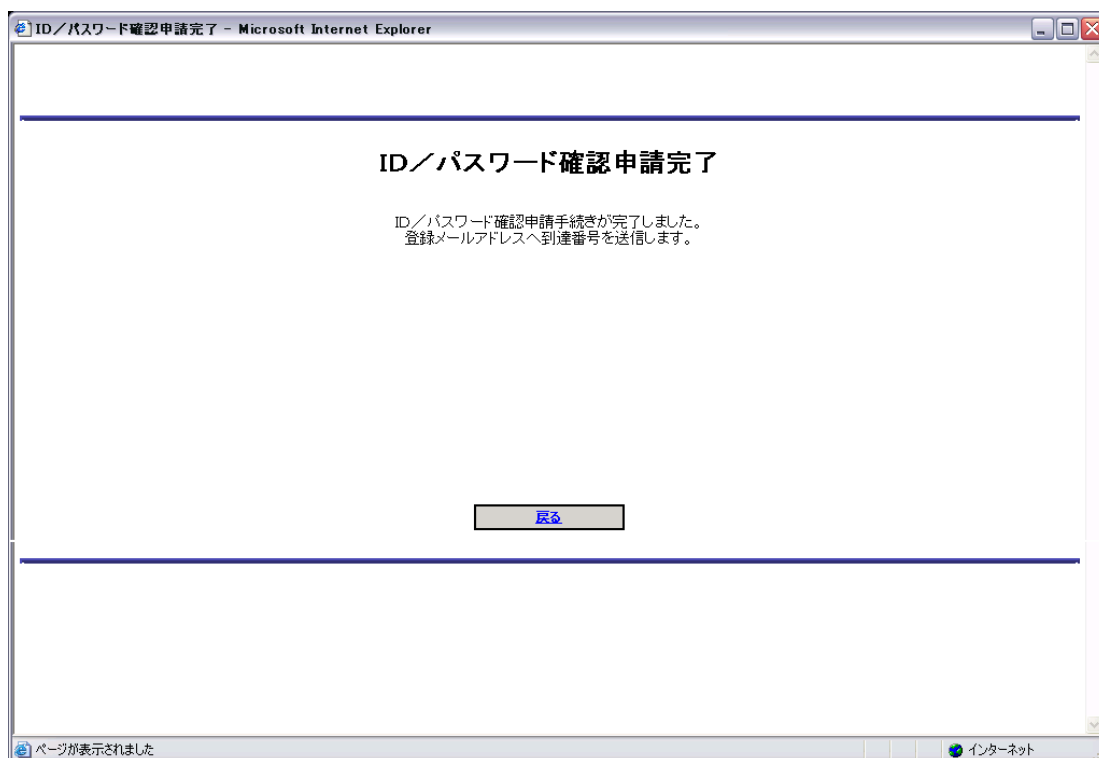 ID／パスワード確認申請完了 - Microsoft Internet Explorer
ID／パスワード確認申請完了
ID／パスワード確認申請手続きが完了しました。
登録メールアドレスへ到達番号を送信します。
戻る
ページが表示されました
インターネット